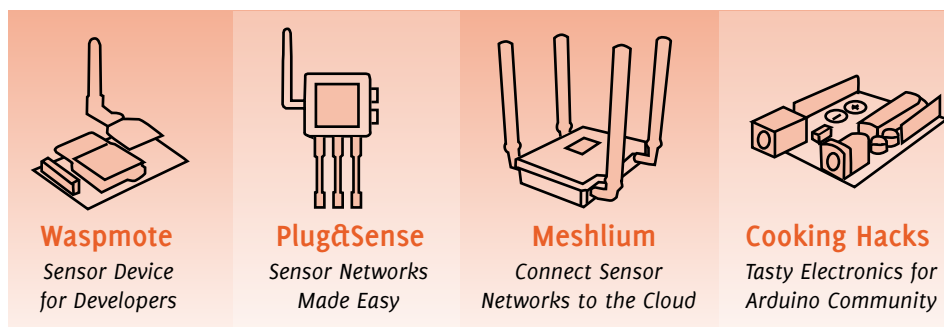 Waspmote
Sensor Device
for Developers
Plug&Sense
Sensor Networks
Made Easy
Meshlium
Connect Sensor
Networks to the Cloud
Cooking Hacks
Tasty Electronics for
Arduino Community